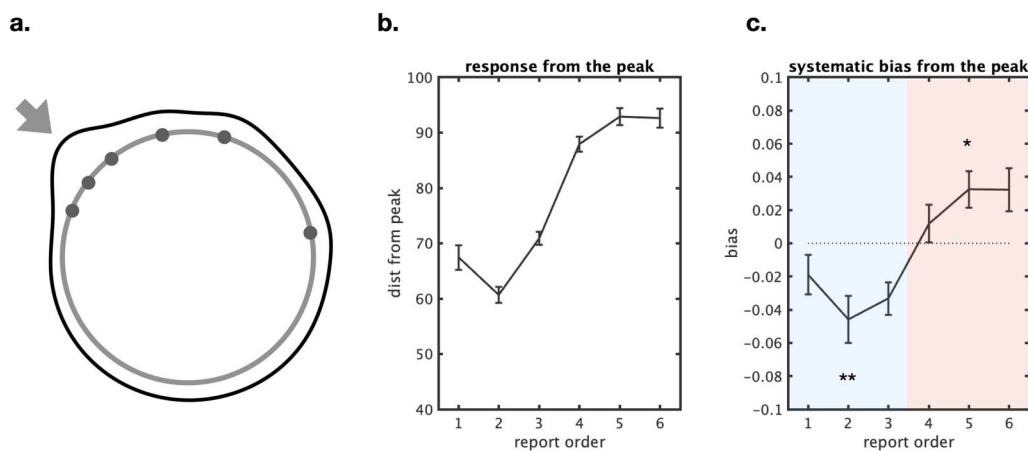 a.
b.
c.
response from the peak
100
90
80
70
60
50
40
dist from peak
1 2 3 4 5 6
report order
systematic bias from the peak
0.1
0.08
0.06
0.04
0.02
0
-0.02
-0.04
-0.06
-0.08
-0.1
bias
*
**
1 2 3 4 5 6
report order